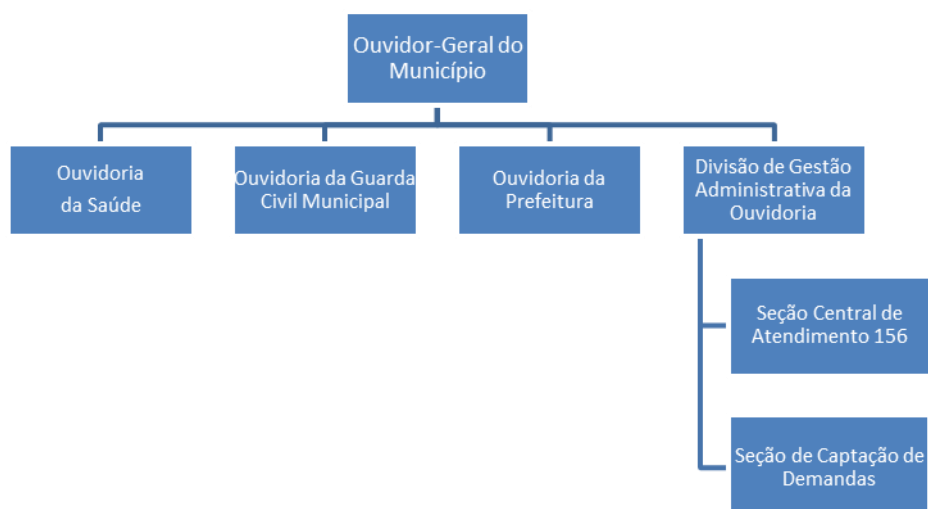 Ouvidor-Geral do
Município
Ouvidoria
da Saúde
Ouvidoria da Guarda
Civil Municipal
Ouvidoria da
Prefeitura
Divisão de Gestão
Administrativa da
Ouvidoria
Seção Central de
Atendimento 156
Seção de Captação de
Demandas